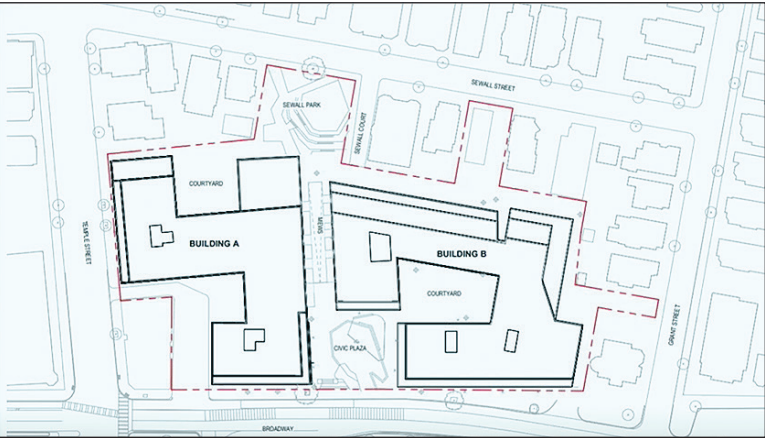 SEWALL STREET
SEWALL PARK
SEWALL COURT
COURTYARD
MEWS
TEMPLE STREET
BUILDING A
BUILDING B
COURTYARD
GRANT STREET
CIVIC PLAZA
BROADWAY